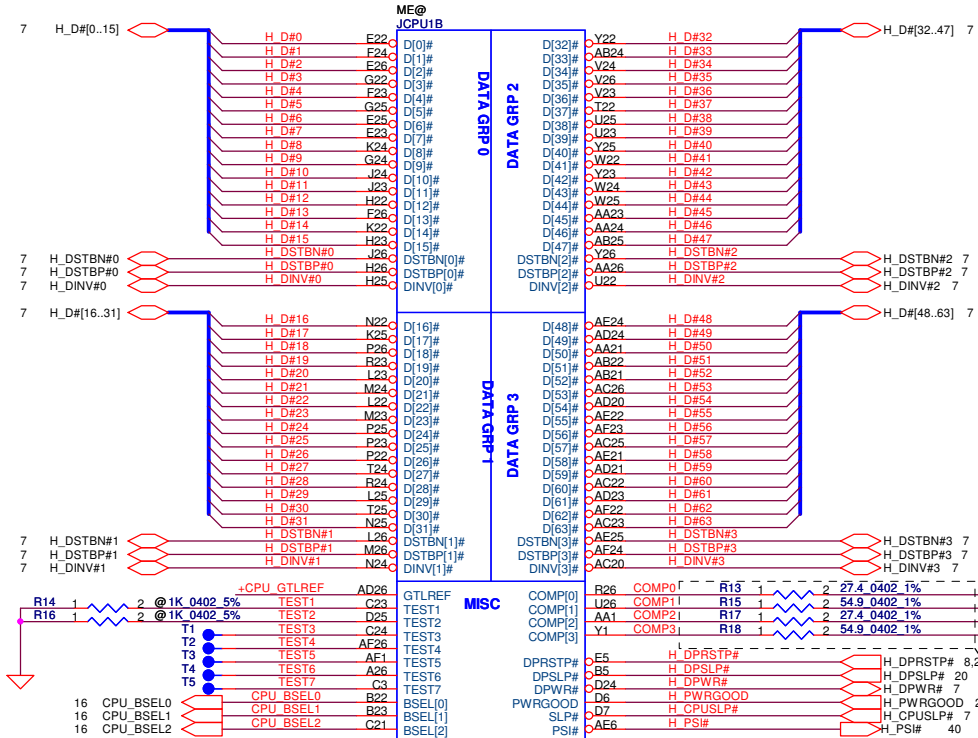 ME@
JCPU1B
7 H_D#[0..15] H_D#[32..47] 7
H_D#0 E22 D[0]# D[32]# Y22 H_D#32
H_D#1 F24 D[1]# D[33]# AB24 H_D#33
H_D#2 E26 D[2]# D[34]# V24 H_D#34
H_D#3 G22 D[3]# D[35]# V26 H_D#35
H_D#4 F23 D[4]# D[36]# V23 H_D#36
H_D#5 G25 D[5]# D[37]# T22 H_D#37
H_D#6 E25 D[6]# D[38]# U25 H_D#38
H_D#7 E23 D[7]# D[39]# U23 H_D#39
H_D#8 K24 D[8]# D[40]# Y25 H_D#40
H_D#9 G24 D[9]# D[41]# W22 H_D#41
H_D#10 J24 D[10]# D[42]# Y23 H_D#42
H_D#11 J23 D[11]# D[43]# W24 H_D#43
H_D#12 H22 D[12]# D[44]# W25 H_D#44
H_D#13 F26 D[13]# D[45]# AA23 H_D#45
H_D#14 K22 D[14]# D[46]# AA24 H_D#46
H_D#15 H23 D[15]# D[47]# AB25 H_D#47
7 H_DSTBN#0 H_DSTBN#0 J26 DSTBN[0]# DSTBN[2]# Y26 H_DSTBN#2 H_DSTBN#2 7
7 H_DSTBP#0 H_DSTBP#0 H26 DSTBP[0]# DSTBP[2]# AA26 H_DSTBP#2 H_DSTBP#2 7
7 H_DINV#0 H_DINV#0 H25 DINV[0]# DINV[2]# U22 H_DINV#2 H_DINV#2 7
DATA GRP 0
DATA GRP 2
7 H_D#[16..31] H_D#[48..63] 7
H_D#16 N22 D[16]# D[48]# AE24 H_D#48
H_D#17 K25 D[17]# D[49]# AD24 H_D#49
H_D#18 P26 D[18]# D[50]# AA21 H_D#50
H_D#19 R23 D[19]# D[51]# AB22 H_D#51
H_D#20 L23 D[20]# D[52]# AB21 H_D#52
H_D#21 M24 D[21]# D[53]# AC26 H_D#53
H_D#22 L22 D[22]# D[54]# AD20 H_D#54
H_D#23 M23 D[23]# D[55]# AE22 H_D#55
H_D#24 P25 D[24]# D[56]# AF23 H_D#56
H_D#25 P23 D[25]# D[57]# AC25 H_D#57
H_D#26 P22 D[26]# D[58]# AE21 H_D#58
H_D#27 T24 D[27]# D[59]# AD21 H_D#59
H_D#28 R24 D[28]# D[60]# AC22 H_D#60
H_D#29 L25 D[29]# D[61]# AD23 H_D#61
H_D#30 T25 D[30]# D[62]# AF22 H_D#62
H_D#31 N25 D[31]# D[63]# AC23 H_D#63
7 H_DSTBN#1 H_DSTBN#1 L26 DSTBN[1]# DSTBN[3]# AE25 H_DSTBN#3 H_DSTBN#3 7
7 H_DSTBP#1 H_DSTBP#1 M26 DSTBP[1]# DSTBP[3]# AF24 H_DSTBP#3 H_DSTBP#3 7
7 H_DINV#1 H_DINV#1 N24 DINV[1]# DINV[3]# AC20 H_DINV#3 H_DINV#3 7
DATA GRP 1
DATA GRP 3
MISC
+CPU_GTLREF AD26 GTLREF COMP[0] R26 COMP0 R13 1 2 27.4_0402_1%
R14 1 2 @ 1K_0402_5% TEST1 C23 TEST1 COMP[1] U26 COMP1 R15 1 2 54.9_0402_1%
R16 1 2 @ 1K_0402_5% TEST2 D25 TEST2 COMP[2] AA1 COMP2 R17 1 2 27.4_0402_1%
T1 TEST3 C24 TEST3 COMP[3] Y1 COMP3 R18 1 2 54.9_0402_1%
T2 TEST4 AF26 TEST4
T3 TEST5 AF1 TEST5 DPRSTP# E5 H_DPRSTP# H_DPRSTP# 8,2
T4 TEST6 A26 TEST6 DPSLP# B5 H_DPSLP# H_DPSLP# 20
T5 C3 TEST7 DPWR# D24 H_DPWR# H_DPWR# 7
16 CPU_BSEL0 CPU_BSEL0 B22 BSEL[0] PWRGOOD D6 H_PWRGOOD H_PWRGOOD 2
16 CPU_BSEL1 CPU_BSEL1 B23 BSEL[1] SLP# D7 H_CPUSLP# H_CPUSLP# 7
16 CPU_BSEL2 CPU_BSEL2 C21 BSEL[2] PSI# AE6 H_PSI# H_PSI# 40